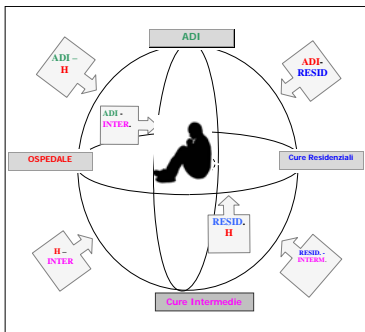 ADI
ADI –
H
ADI-
RESID
ADI -
INTER.
OSPEDALE
Cure Residenziali
RESID.
H
H –
INTER
RESID. -
INTERM.
Cure Intermedie